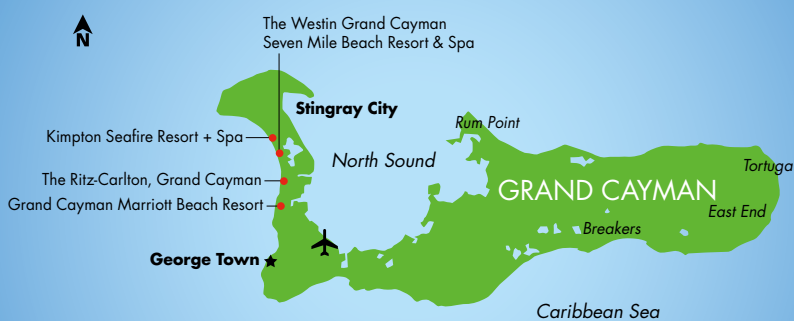 The Westin Grand Cayman
Seven Mile Beach Resort & Spa
N
Stingray City
Rum Point
Kimpton Seafire Resort + Spa
North Sound
Tortuga
The Ritz-Carlton, Grand Cayman
GRAND CAYMAN
Grand Cayman Marriott Beach Resort
East End
Breakers
George Town
Caribbean Sea